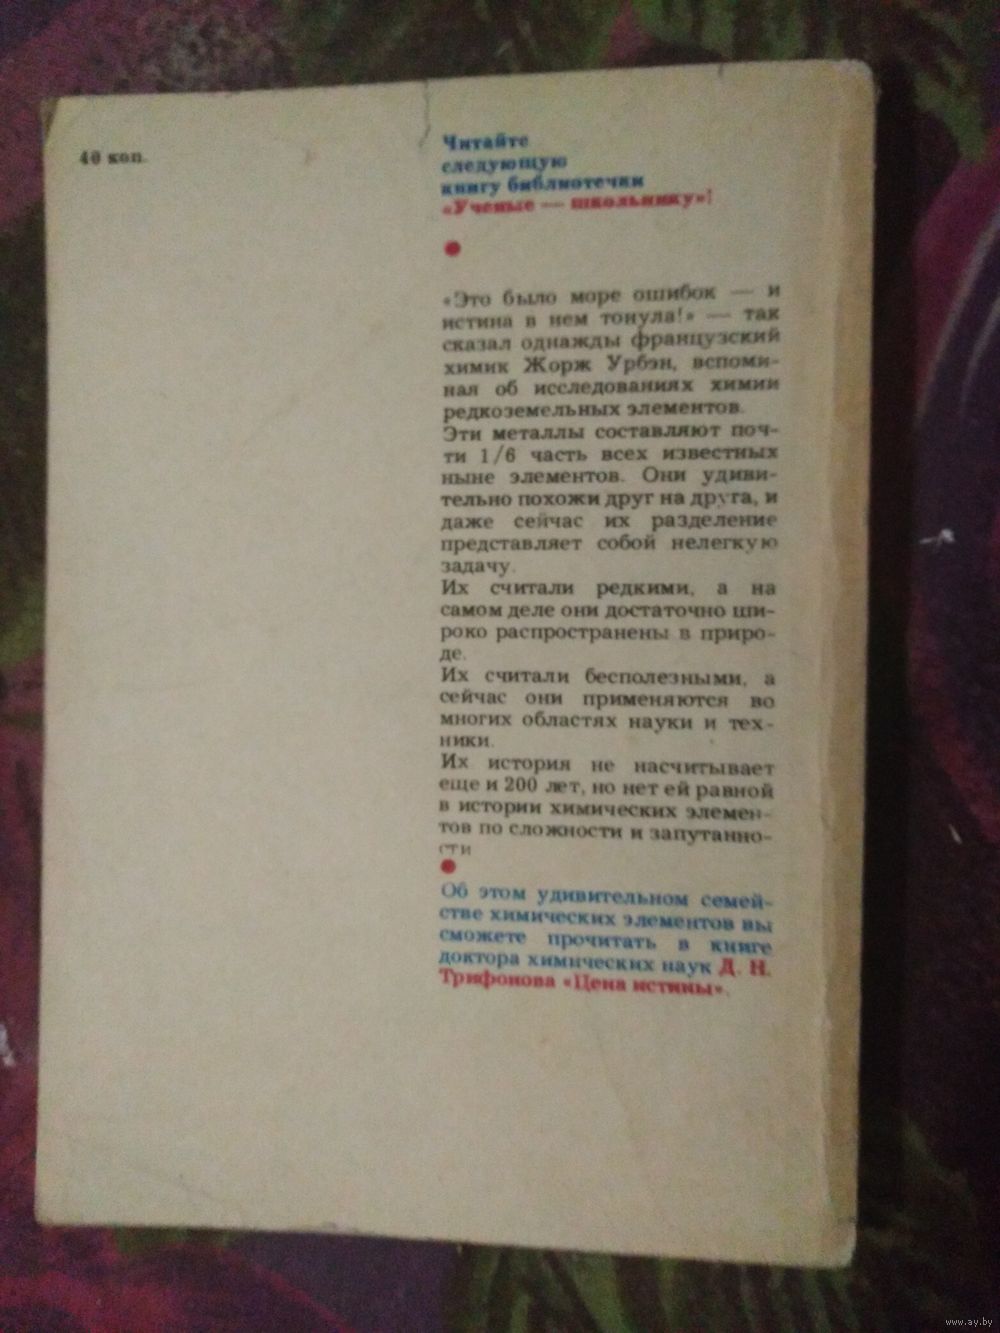 40 коп.
Читайте
следующую
книгу библиотечки
«Ученые — школьнику»!
«Это было море ошибок — и
истина в нем тонула!» — так
сказал однажды французский
химик Жорж Урбэн, вспоми-
ная об исследованиях химии
редкоземельных элементов.
Эти металлы составляют поч-
ти 1/6 часть всех известных
ныне элементов. Они удиви-
тельно похожи друг на друга, и
даже сейчас их разделение
представляет собой нелегкую
задачу.
Их считали редкими, а на
самом деле они достаточно ши-
роко распространены в приро-
де.
Их считали бесполезными, а
сейчас они применяются во
многих областях науки и тех-
ники.
Их история не насчитывает
еще и 200 лет, но нет ей равной
в истории химических элемен-
тов по сложности и запутанно-
сти
Об этом удивительном семей-
стве химических элементов вы
сможете прочитать в книге
доктора химических наук Д. Н.
Трифонова «Цена истины».
www.ay.by